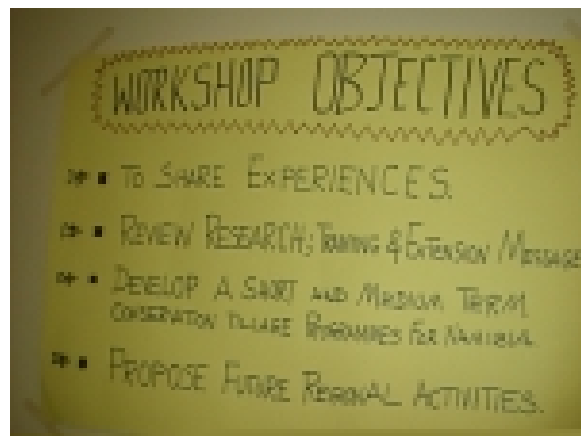 WORKSHOP OBJECTIVES
TO SHARE EXPERIENCES.
REVIEW RESEARCH, TRAINING & EXTENSION MESSAGE
DEVELOP A SHORT AND MEDIUM TERM
CONSERVATION TILLAGE PROGRAMMES FOR NAMIBIA.
PROPOSE FUTURE REGIONAL ACTIVITIES.